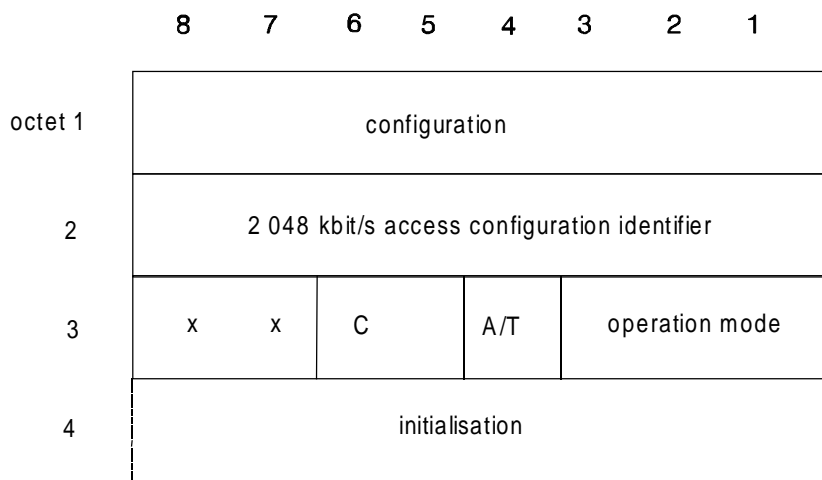 8 7 6 5 4 3 2 1
octet 1 configuration
2 2 048 kbit/s access configuration identifier
3 x x C A/T operation mode
4 initialisation